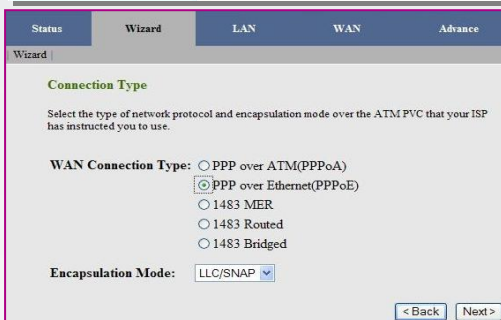 Status Wizard LAN WAN Advance
Wizard
Connection Type
Select the type of network protocol and encapsulation mode over the ATM PVC that your ISP
has instructed you to use.
WAN Connection Type: PPP over ATM(PPPoA)
PPP over Ethernet(PPPoE)
1483 MER
1483 Routed
1483 Bridged
Encapsulation Mode: LLC/SNAP
< Back Next >